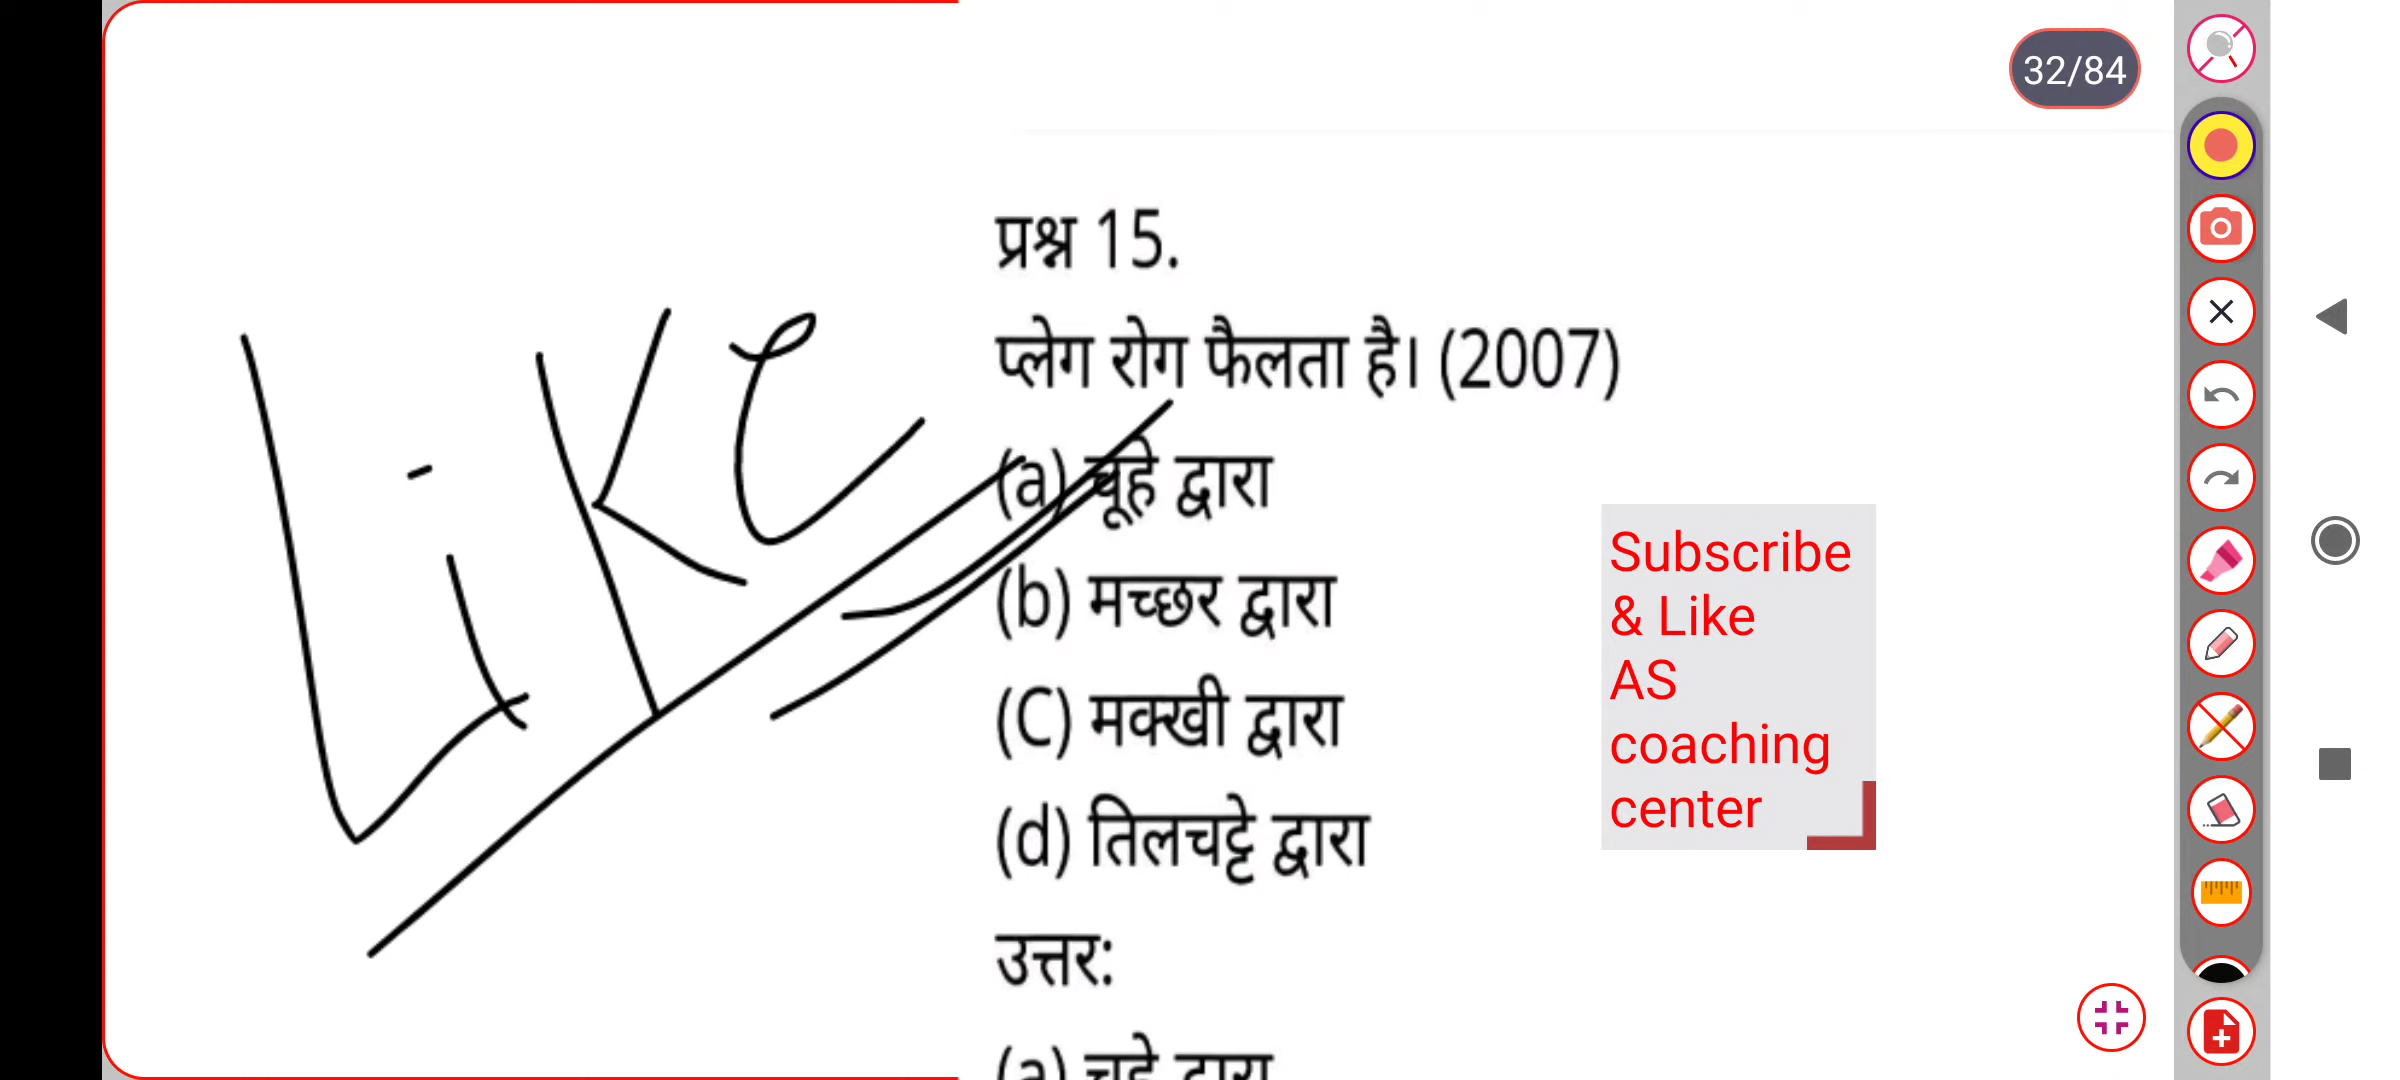 32/84
Like
प्रश्न 15.
प्लेग रोग फैलता है। (2007)
(a) चूहे द्वारा
(b) मच्छर द्वारा
(C) मक्खी द्वारा
(d) तिलचट्टे द्वारा
उत्तर:
(a) चूहे द्वारा
Subscribe
& Like
AS
coaching
center